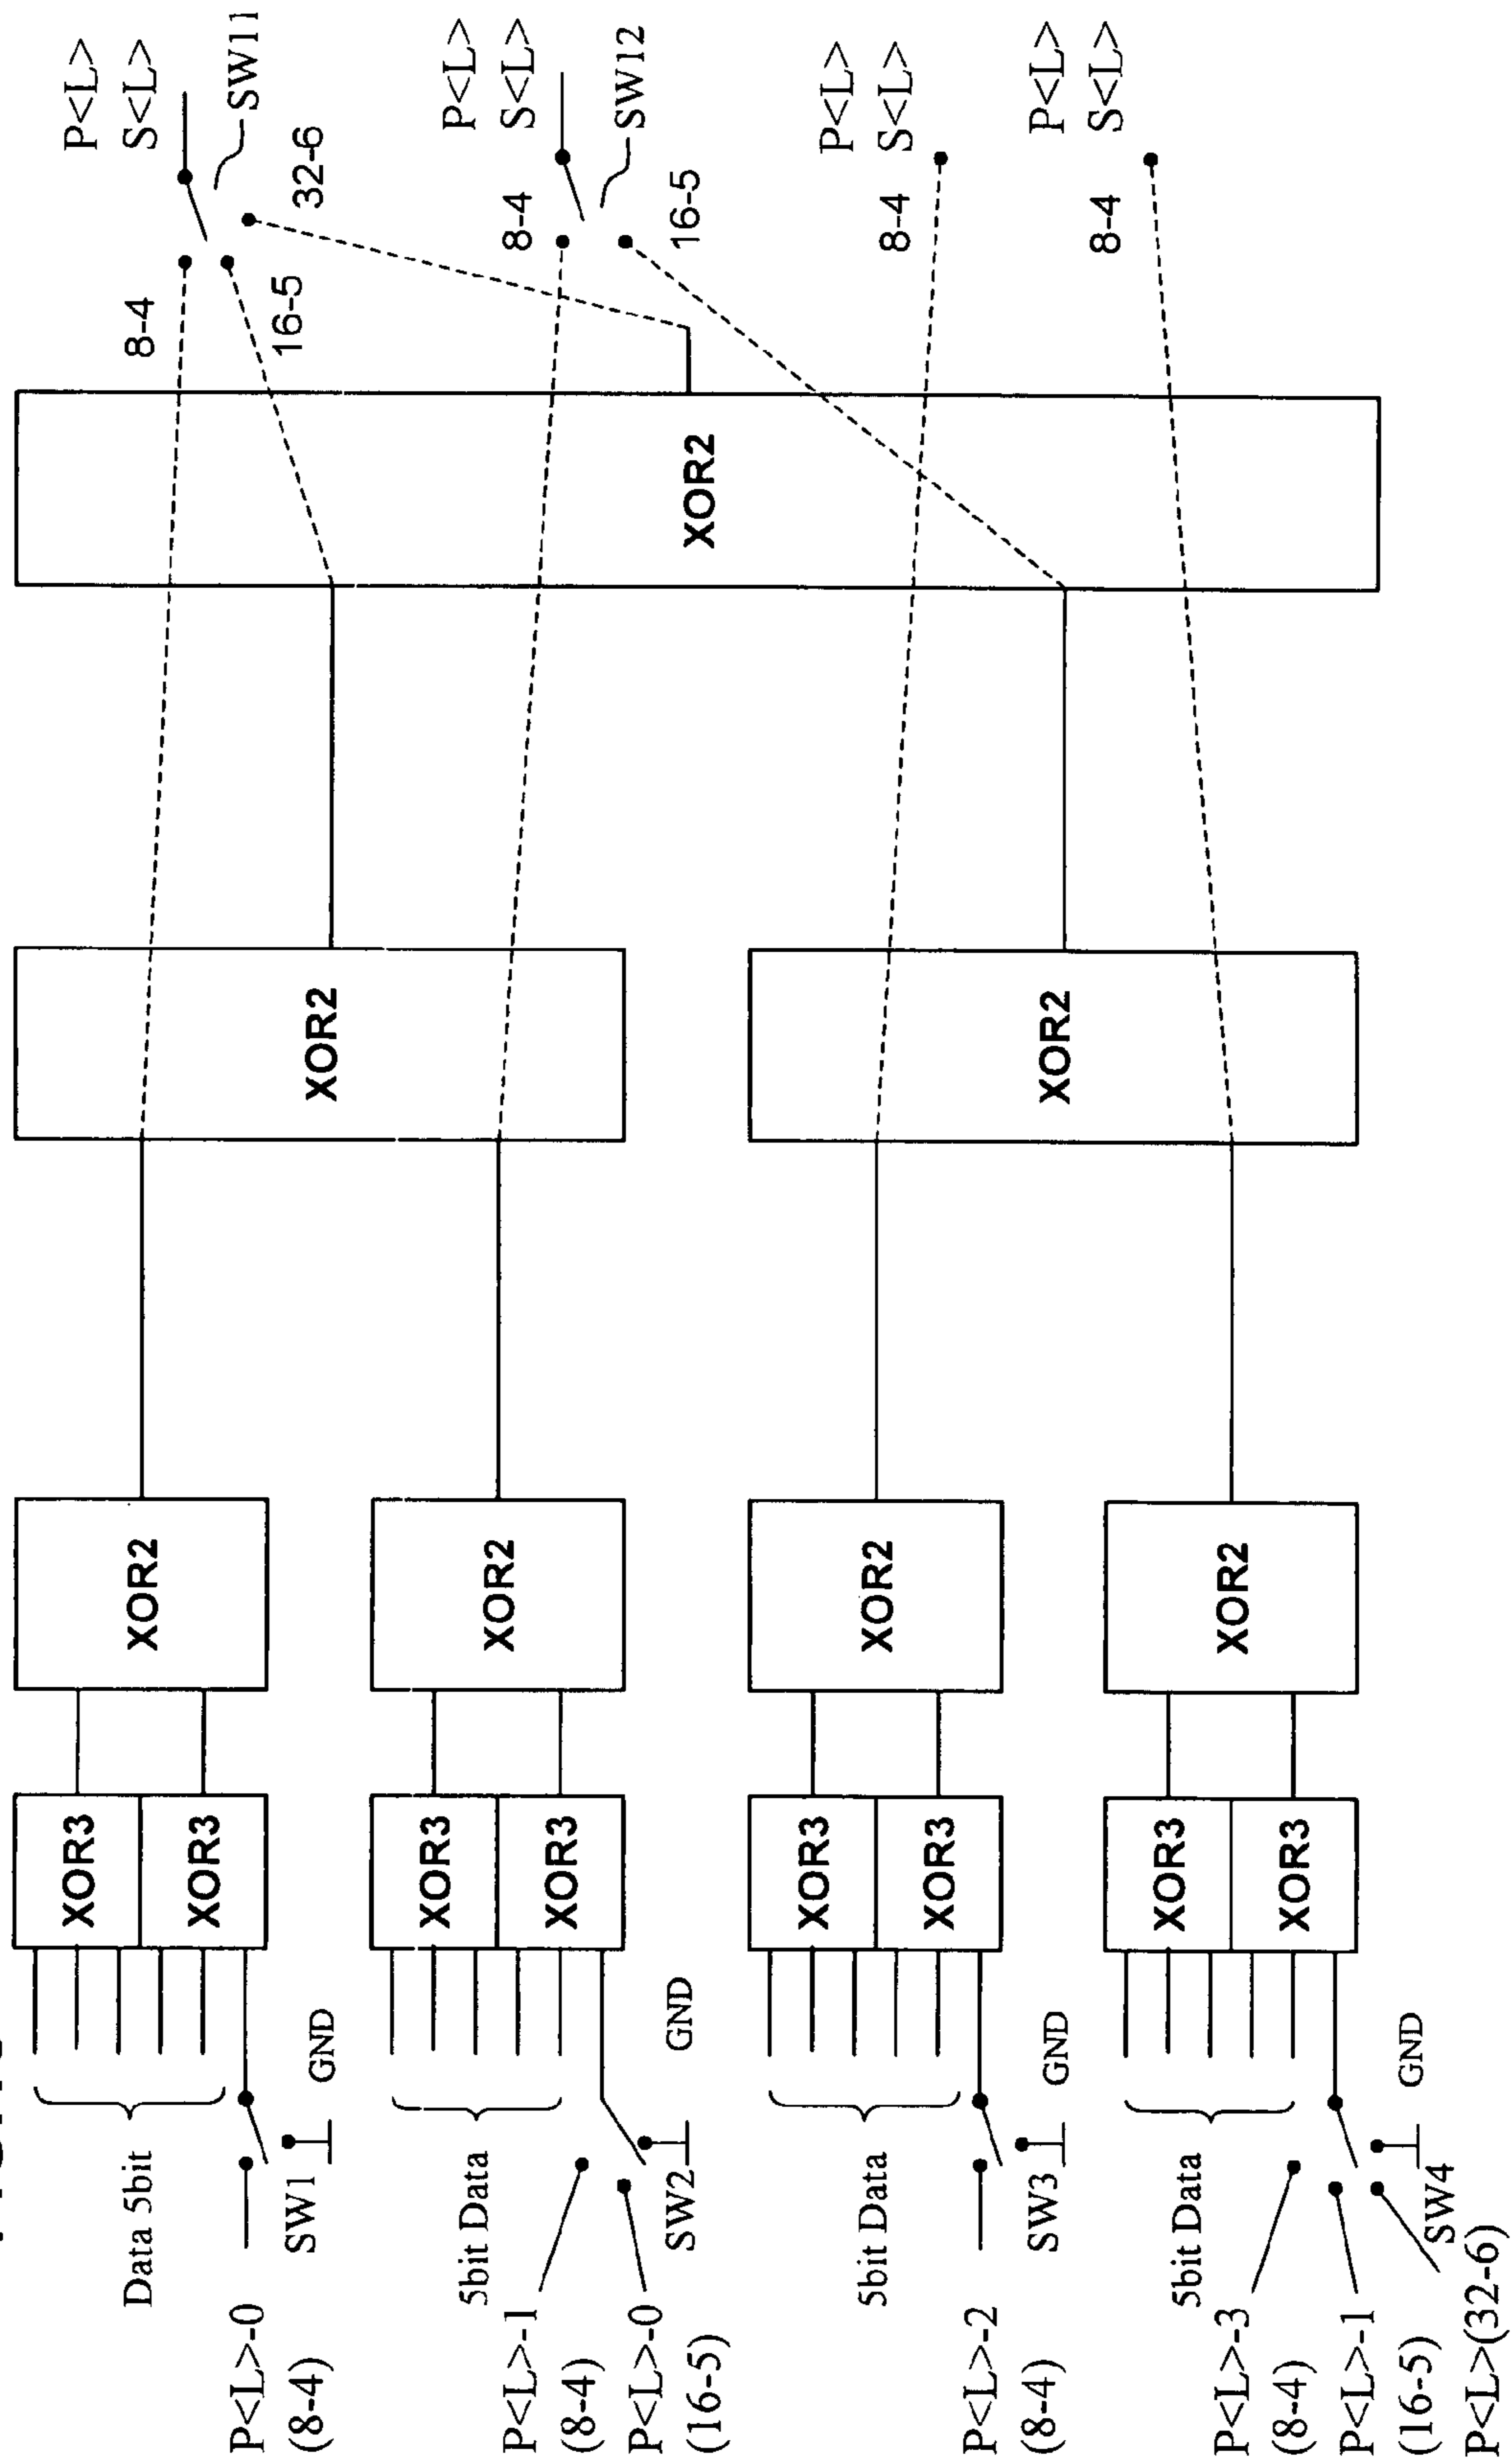 P<L>-0
(8-4)
Data 5bit
SW1
GND
XOR3
XOR3
XOR2
XOR2
8-4
16-5
P<L>
S<L>
SW11
32-6
P<L>-1
(8-4)
P<L>-0
(16-5)
5bit Data
SW2
GND
XOR3
XOR3
XOR2
XOR2
8-4
16-5
P<L>
S<L>
SW12
P<L>-2
(8-4)
5bit Data
SW3
GND
XOR3
XOR3
XOR2
XOR2
8-4
P<L>
S<L>
P<L>-3
(8-4)
P<L>-1
(16-5)
P<L>(32-6)
5bit Data
SW4
GND
XOR3
XOR3
XOR2
8-4
P<L>
S<L>